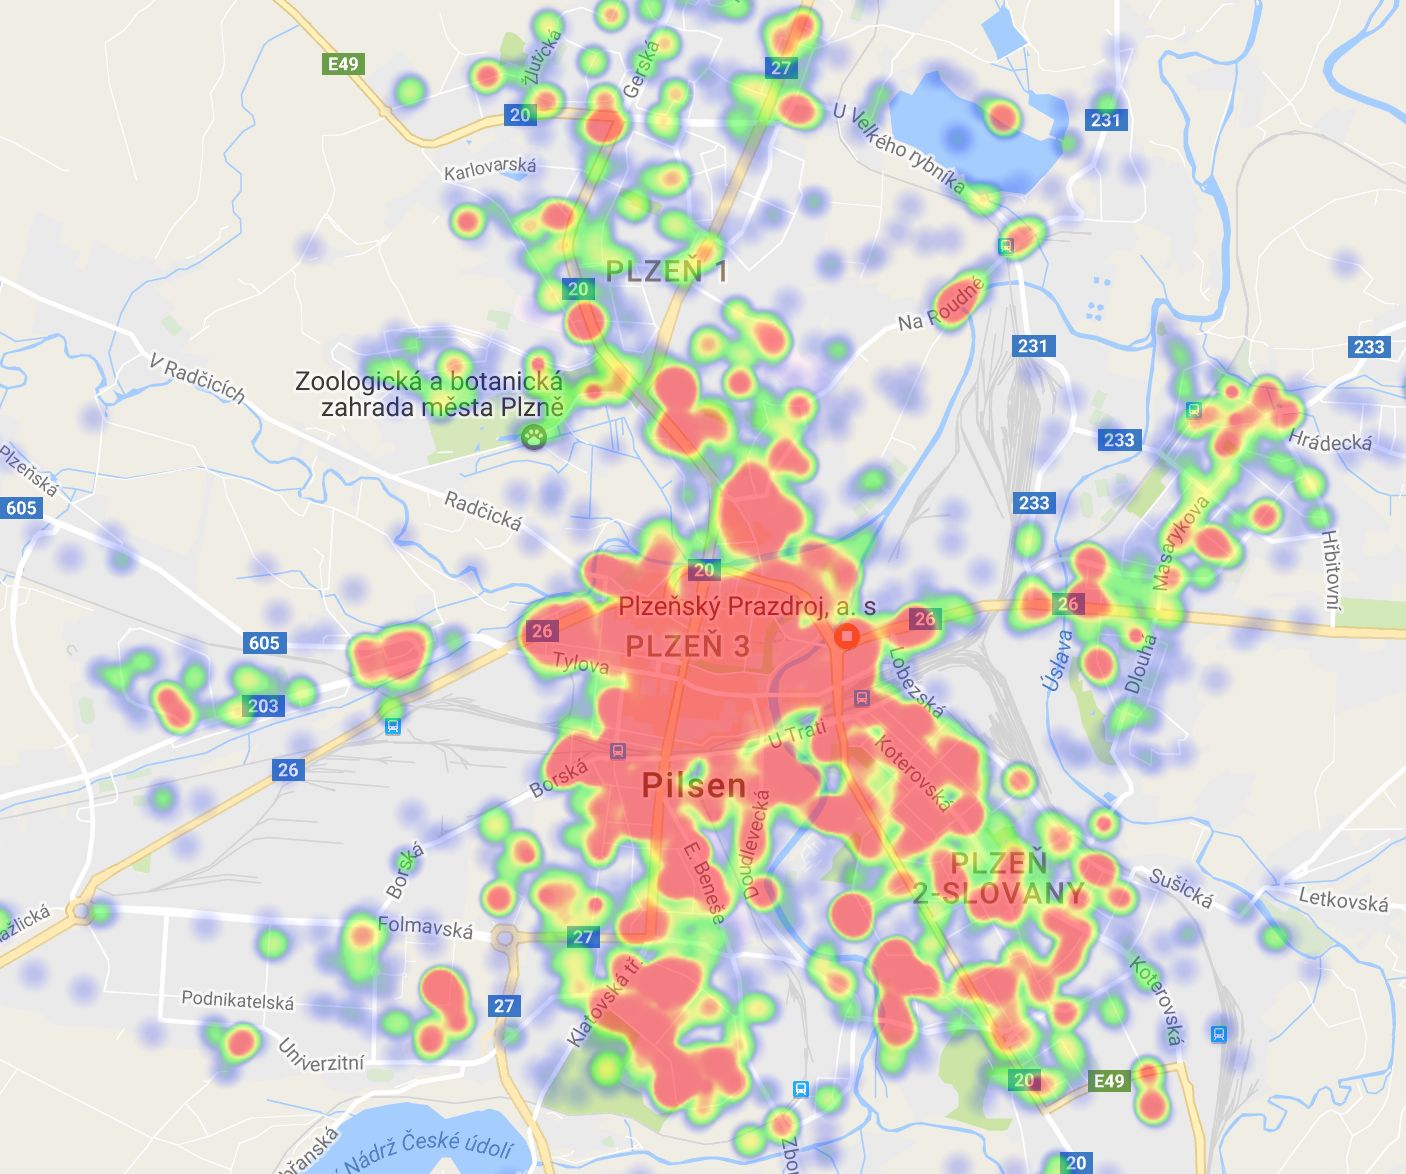 Žlutická
Gerská
E49
27
20
U Velkého rybníka
231
Karlovarská
PLZEŇ 1
20
Na Roudné
231
233
V Radčicích
Zoologická a botanická
zahrada města Plzně
Hrádecká
233
Plzeňská
605
Radčická
233
Masarykova
Hřbitovní
20
Plzeňský Prazdroj, a. s
26
26
26
605
PLZEŇ 3
Tylova
Lobezská
Úslava
Dlouhá
203
U Trati
26
Borská
Pilsen
Koterovská
Doudlevecká
E. Beneše
Borská
PLZEŇ
2-SLOVANY
Sušická
Letkovská
Folmavská
27
Klatovská tř.
Koterovská
Podnikatelská
27
Univerzitní
20
E49
Nádrž České údolí
20